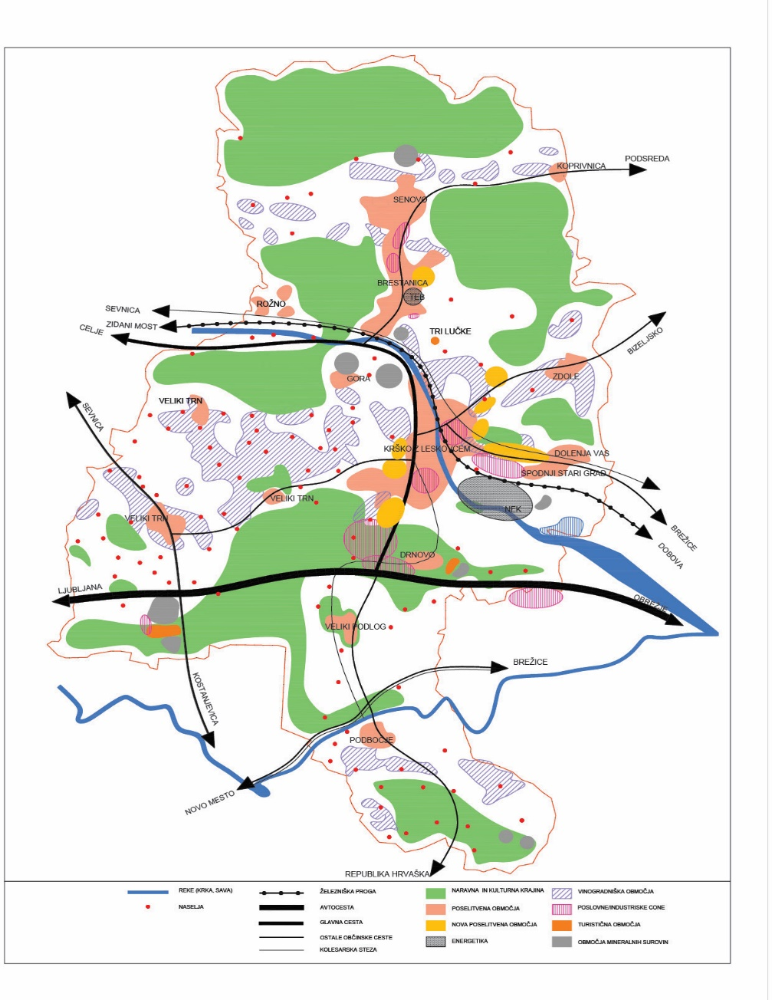 PODSREDA
KOPRIVNICA
SENOVO
BRESTANICA
TEB
ROŽNO
SEVNICA
ZIDANI MOST
CELJE
TRI LUČKE
BIZELJSKO
GORA
ZDOLE
VELIKI TRN
SEVNICA
KRŠKO Z LESKOVCEM
DOLENJA VAS
SPODNJI STARI GRAD
VELIKI TRN
NEK
VELIKI TRN
BREŽICE
DOBOVA
DRNOVO
LJUBLJANA
OBREZJE
VELIKI PODLOG
BREŽICE
KOSTANJEVICA
PODBOČJE
NOVO MESTO
REPUBLIKA HRVAŠKA
REKE (KRKA, SAVA)
NASELJA
ŽELEZNIŠKA PROGA
AVTOCESTA
GLAVNA CESTA
OSTALE OBČINSKE CESTE
KOLESARSKA STEZA
NARAVNA IN KULTURNA KRAJINA
POSELITVENA OBMOČJA
NOVA POSELITVENA OBMOČJA
ENERGETIKA
VINOGRADNIŠKA OBMOČJA
POSLOVNE/INDUSTRISKE CONE
TURISTIČNA OBMOČJA
OBMOČJA MINERALNIH SUROVIN